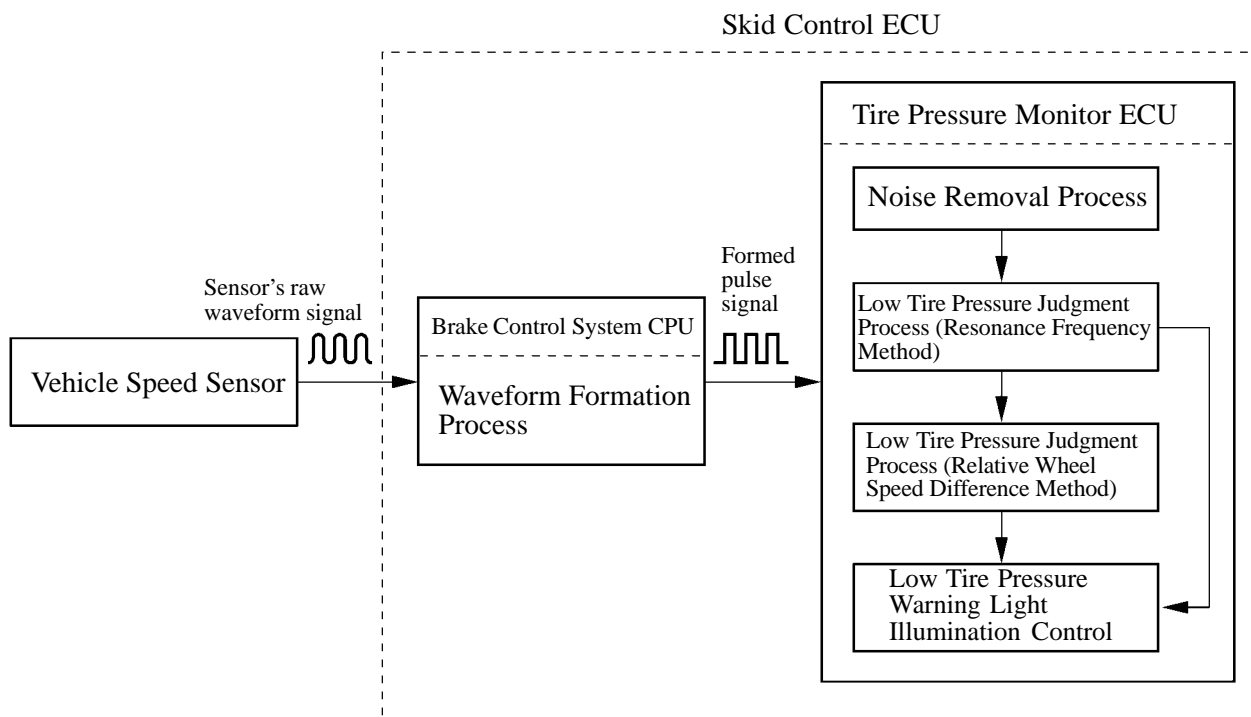 Skid Control ECU
Tire Pressure Monitor ECU
Noise Removal Process
Formed
pulse
signal
Sensor’s raw
waveform signal
Low Tire Pressure Judgment
Process (Resonance Frequency
Method)
Brake Control System CPU
Vehicle Speed Sensor
Waveform Formation
Process
Low Tire Pressure Judgment
Process (Relative Wheel
Speed Difference Method)
Low Tire Pressure
Warning Light
Illumination Control